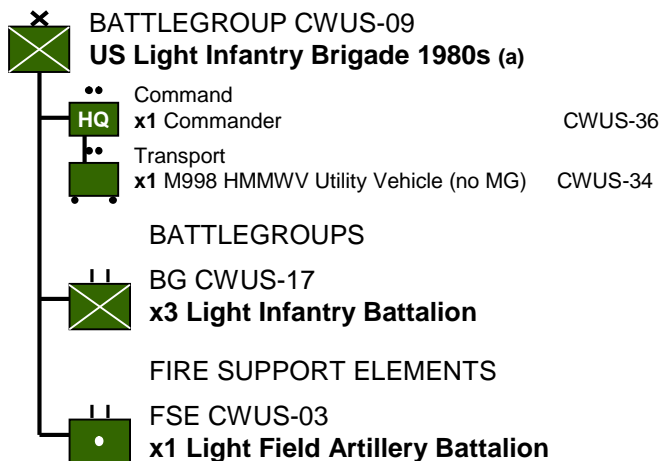 BATTLEGROUP CWUS-09
US Light Infantry Brigade 1980s (a)
Command
HQ x1 Commander CWUS-36
Transport
x1 M998 HMMWV Utility Vehicle (no MG) CWUS-34
BATTLEGROUPS
BG CWUS-17
x3 Light Infantry Battalion
FIRE SUPPORT ELEMENTS
FSE CWUS-03
x1 Light Field Artillery Battalion